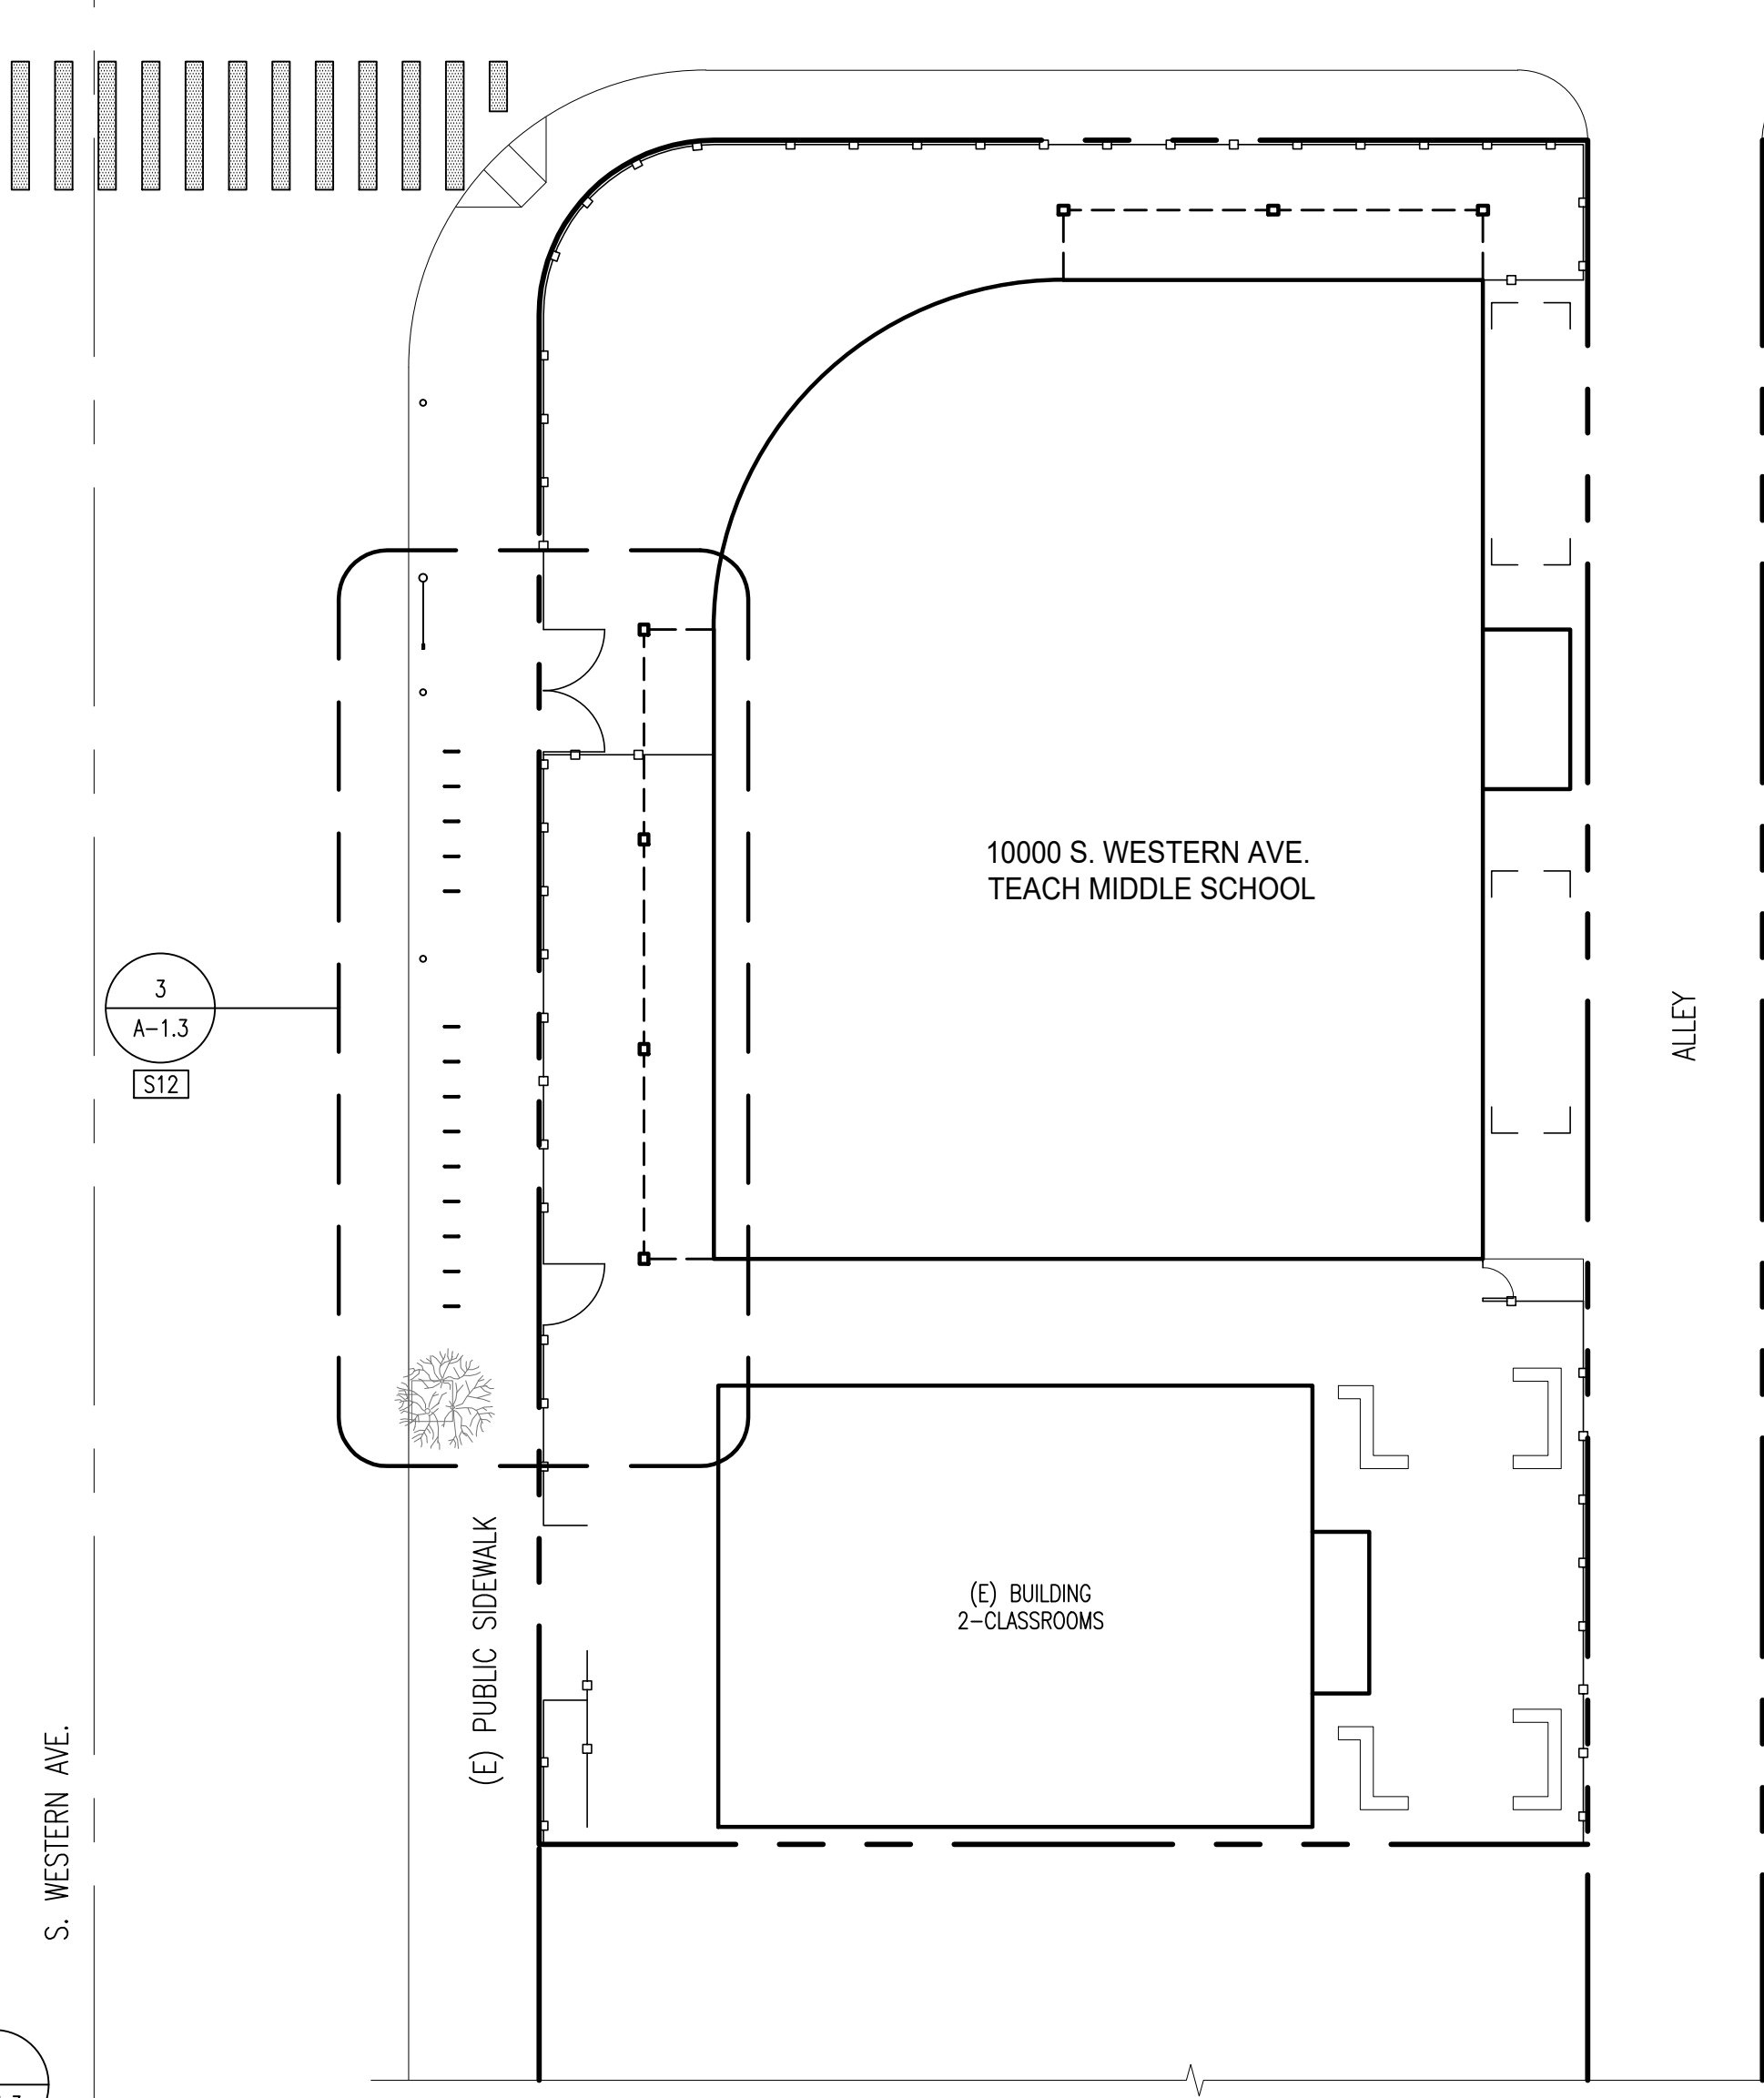 10000 S. WESTERN AVE.
TEACH MIDDLE SCHOOL
ALLEY
3
A-1.3
S12
(E) BUILDING
2-CLASSROOMS
(E) PUBLIC SIDEWALK
S. WESTERN AVE.